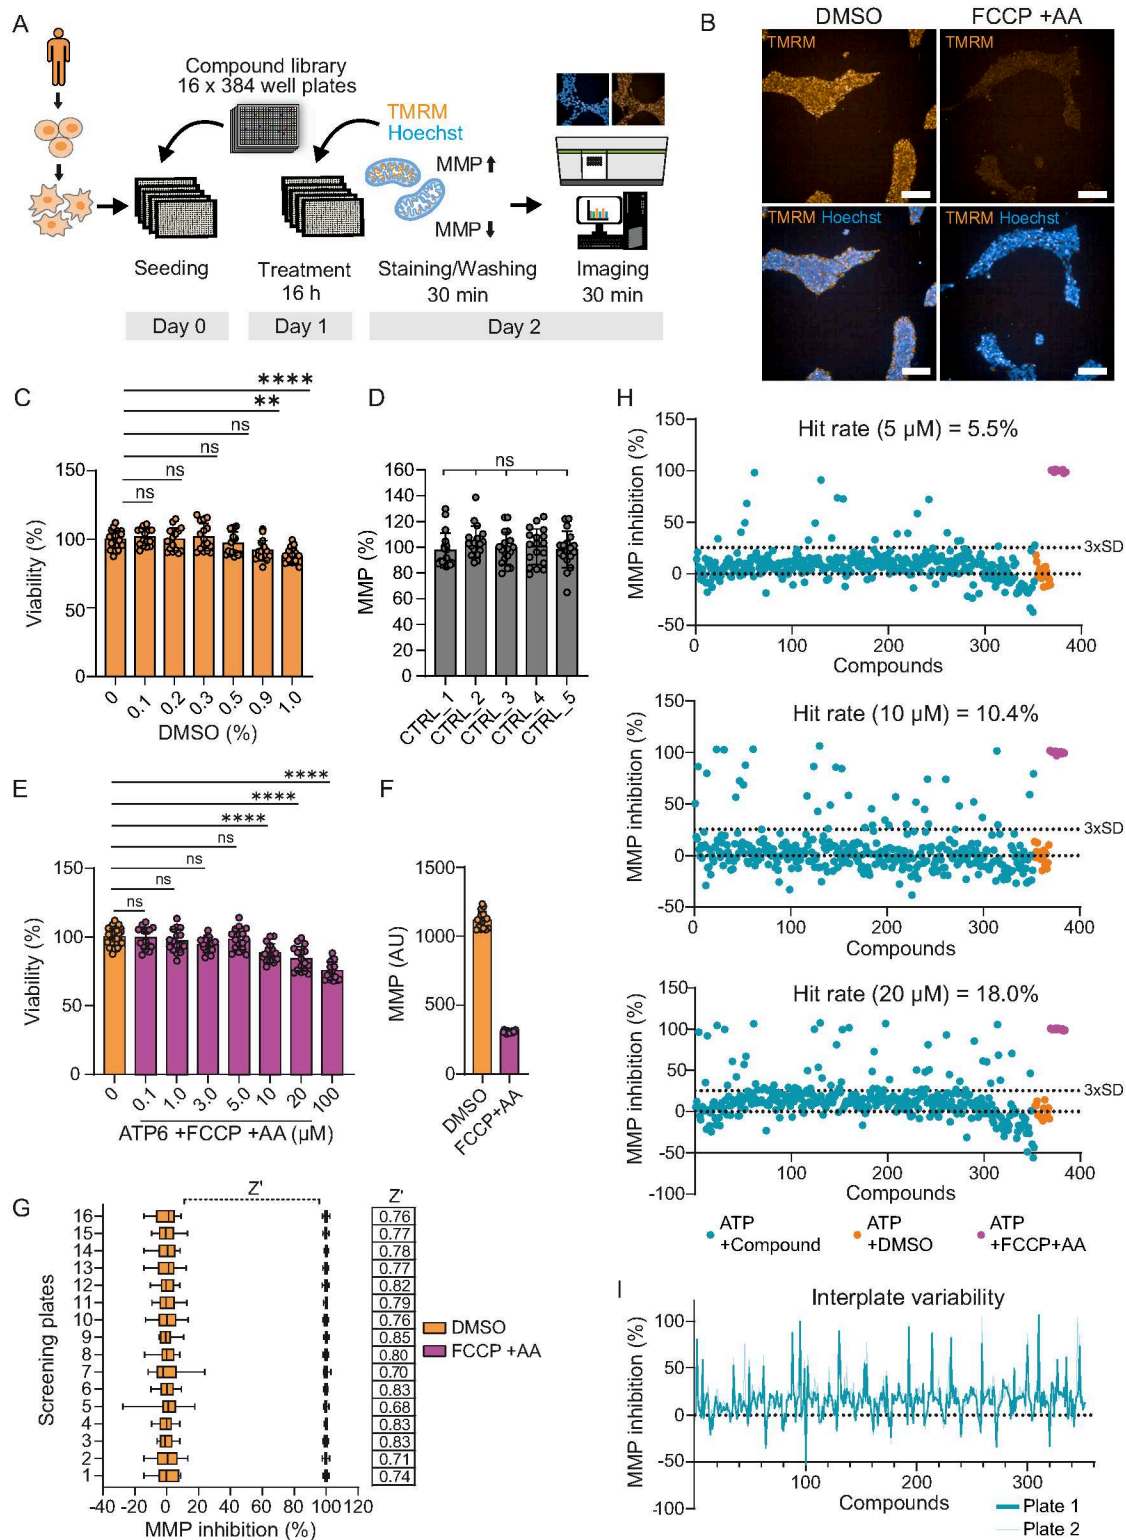 A
Compound library
16 x 384 well plates
TMRM
Hoechst
MMP
MMP
Seeding
Treatment
16 h
Staining/Washing
30 min
Imaging
30 min
Day 0
Day 1
Day 2
B
DMSO
FCCP +AA
TMRM
TMRM
TMRM Hoechst
TMRM Hoechst
C
****
**
ns
ns
ns
ns
Viability (%)
150
100
50
0
0
0.1
0.2
0.3
0.5
0.9
1.0
DMSO (%)
D
ns
MMP (%)
160
140
120
100
80
60
40
20
0
CTRL_1
CTRL_2
CTRL_3
CTRL_4
CTRL_5
E
****
****
****
ns
ns
ns
ns
Viability (%)
150
100
50
0
0
0.1
1.0
3.0
5.0
10
20
100
ATP6 +FCCP +AA (µM)
F
MMP (AU)
1500
1000
500
0
DMSO
FCCP+AA
G
Z'
Z'
Screening plates
16
0.76
15
0.77
14
0.78
13
0.77
12
0.82
11
0.79
10
0.76
9
0.85
8
0.80
7
0.70
6
0.83
5
0.68
4
0.83
3
0.83
2
0.71
1
0.74
-40 -20 0 20 40 60 80 100 120
MMP inhibition (%)
DMSO
FCCP +AA
H
Hit rate (5 µM) = 5.5%
MMP inhibition (%)
150
100
50
0
-50
3xSD
0 100 200 300 400
Compounds
Hit rate (10 µM) = 10.4%
MMP inhibition (%)
150
100
50
0
-50
3xSD
0 100 200 300 400
Compounds
Hit rate (20 µM) = 18.0%
MMP inhibition (%)
150
100
50
0
-50
-100
3xSD
100 200 300 400
Compounds
ATP
+Compound
ATP
+DMSO
ATP
+FCCP+AA
I
Interplate variability
MMP inhibition (%)
100
50
0
-50
-100
100 200 300
Compounds
Plate 1
Plate 2